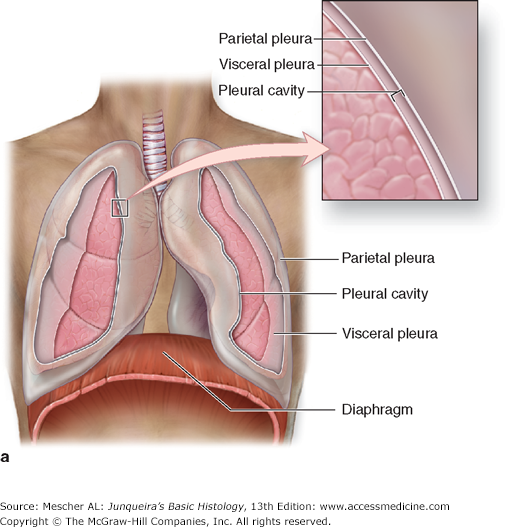 Parietal pleura
Visceral pleura
Pleural cavity
Parietal pleura
Pleural cavity
Visceral pleura
Diaphragm
a
Source: Mescher AL: Junqueira's Basic Histology, 13th Edition: www.accessmedicine.com
Copyright © The McGraw-Hill Companies, Inc. All rights reserved.